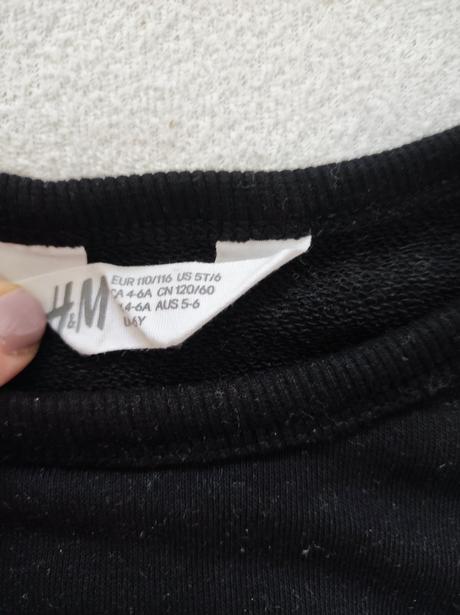 H&M
EUR 110/116 US 5T/6
CA 4-6A CN 120/60
4-6A AUS 5-6